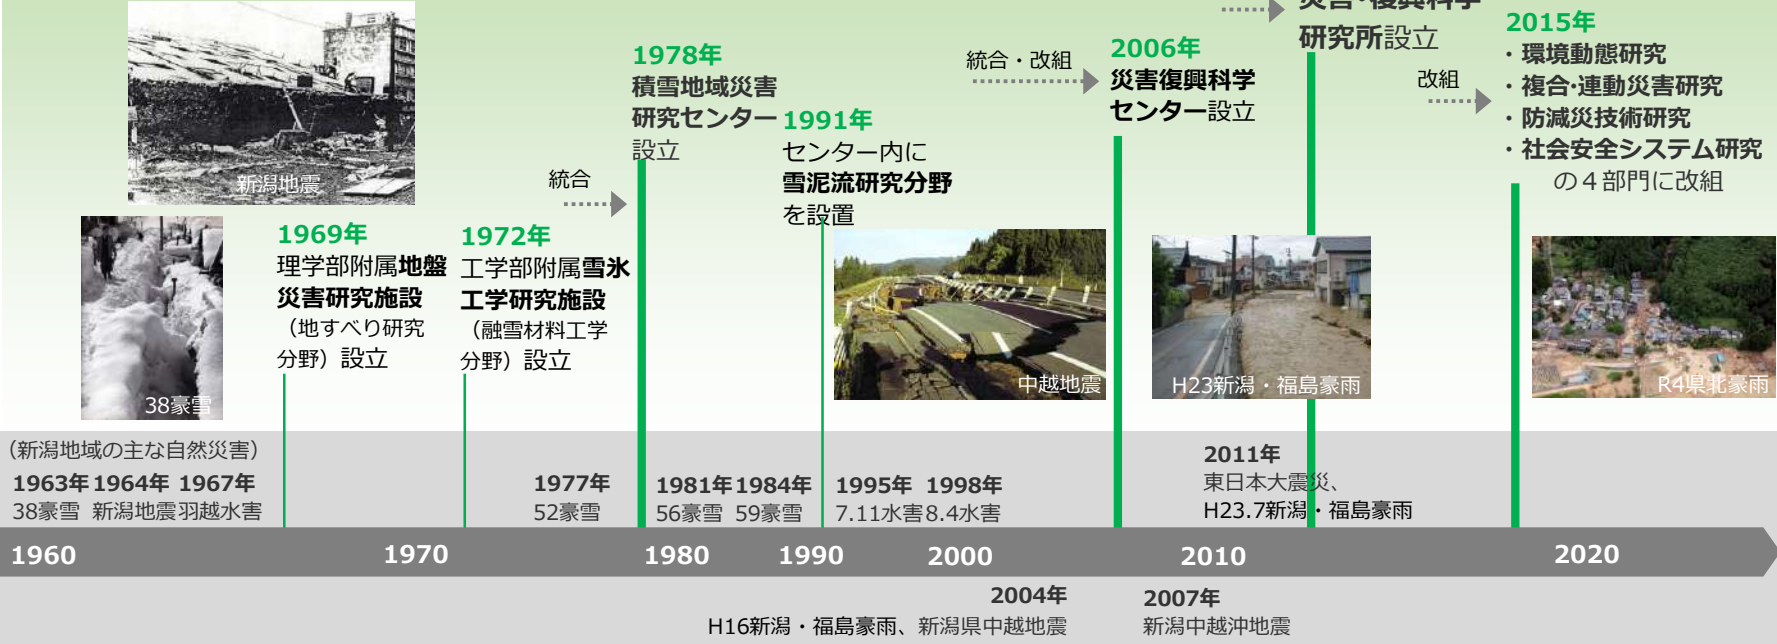 災害・復興科学
研究所設立
2015年
・環境動態研究
・複合・連動災害研究
・防減災技術研究
・社会安全システム研究
の４部門に改組
改組
2006年
災害復興科学
センター設立
統合・改組
1978年
積雪地域災害
研究センター
設立
統合
1991年
センター内に
雪泥流研究分野
を設置
新潟地震
1969年
理学部附属地盤
災害研究施設
（地すべり研究
分野）設立
1972年
工学部附属雪氷
工学研究施設
（融雪材料工学
分野）設立
38豪雪
中越地震
H23新潟・福島豪雨
R4県北豪雨
（新潟地域の主な自然災害）
1963年
38豪雪
1964年
新潟地震
1967年
羽越水害
1977年
52豪雪
1981年
56豪雪
1984年
59豪雪
1995年
7.11水害
1998年
8.4水害
2011年
東日本大震災、
H23.7新潟・福島豪雨
1960 1970 1980 1990 2000 2010 2020
2004年
H16新潟・福島豪雨、新潟県中越地震
2007年
新潟中越沖地震